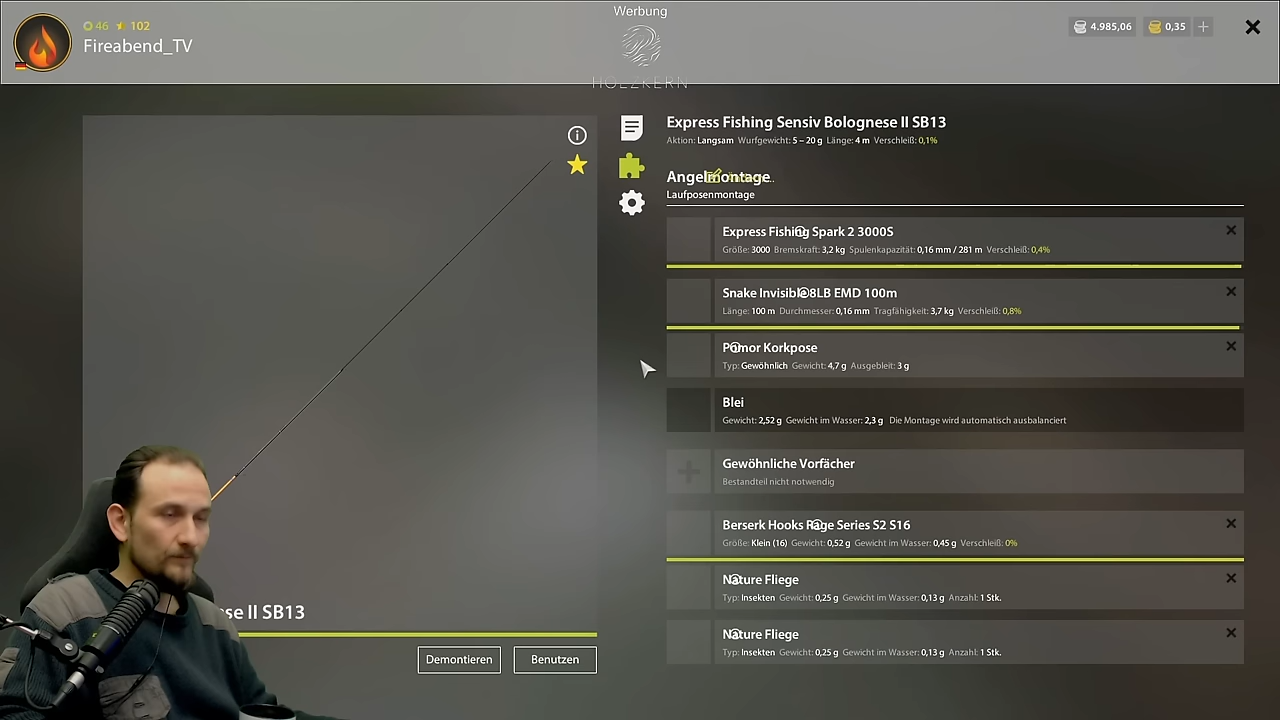 Werbung
HOLZKERN
46 102
Fireabend_TV
4.985,06
0,35
Express Fishing Sensiv Bolognese II SB13
Aktion: Langsam Wurfgewicht: 5 – 20 g Länge: 4 m Verschleiß: 0,1%
Angelmontage
Laufposenmontage
Express Fishing Spark 2 3000S
Größe: 3000 Bremskraft: 3,2 kg Spulenkapazität: 0,16 mm / 281 m Verschleiß: 0,4%
Snake Invisible 8LB EMD 100m
Länge: 100 m Durchmesser: 0,16 mm Tragfähigkeit: 3,7 kg Verschleiß: 0,8%
Pomor Korkpose
Typ: Gewöhnlich Gewicht: 4,7 g Ausgebleit: 3 g
Blei
Gewicht: 2,52 g Gewicht im Wasser: 2,3 g Die Montage wird automatisch ausbalanciert
Gewöhnliche Vorfächer
Bestandteil nicht notwendig
Berserk Hooks Rage Series S2 S16
Größe: Klein (16) Gewicht: 0,52 g Gewicht im Wasser: 0,45 g Verschleiß: 0%
Nature Fliege
Typ: Insekten Gewicht: 0,25 g Gewicht im Wasser: 0,13 g Anzahl: 1 Stk.
Nature Fliege
Typ: Insekten Gewicht: 0,25 g Gewicht im Wasser: 0,13 g Anzahl: 1 Stk.
se II SB13
Demontieren
Benutzen